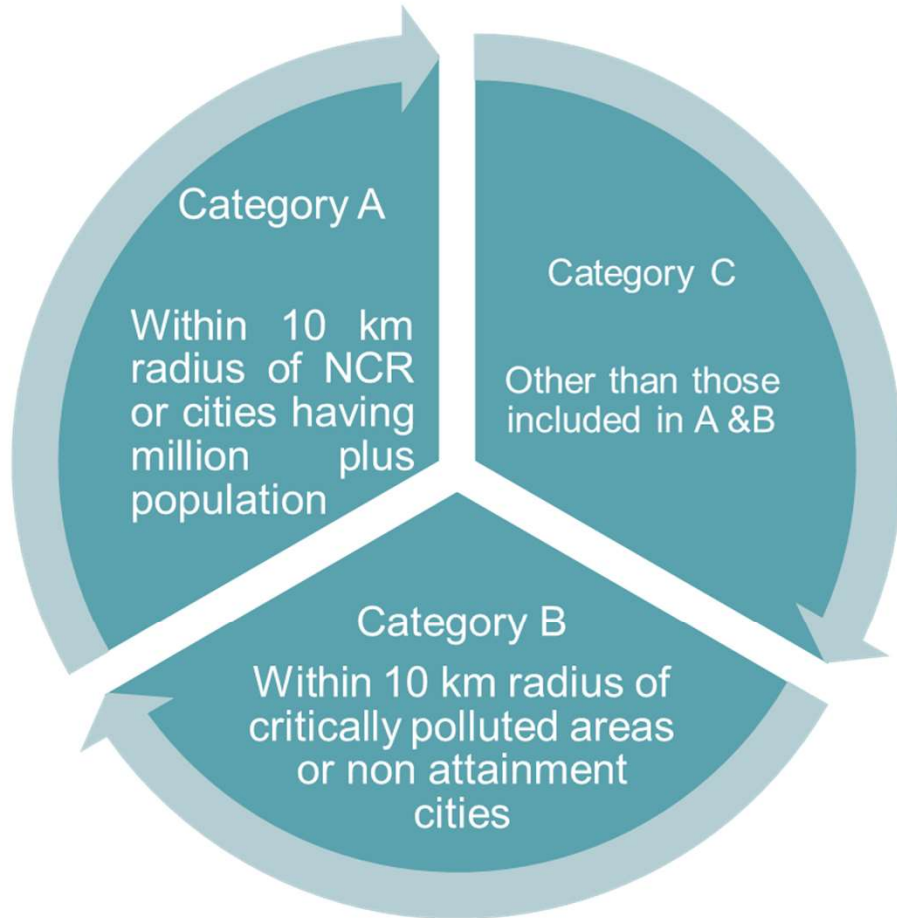 Category A
Within 10 km
radius of NCR
or cities having
million plus
population
Category C
Other than those
included in A &B
Category B
Within 10 km radius of
critically polluted areas
or non attainment
cities